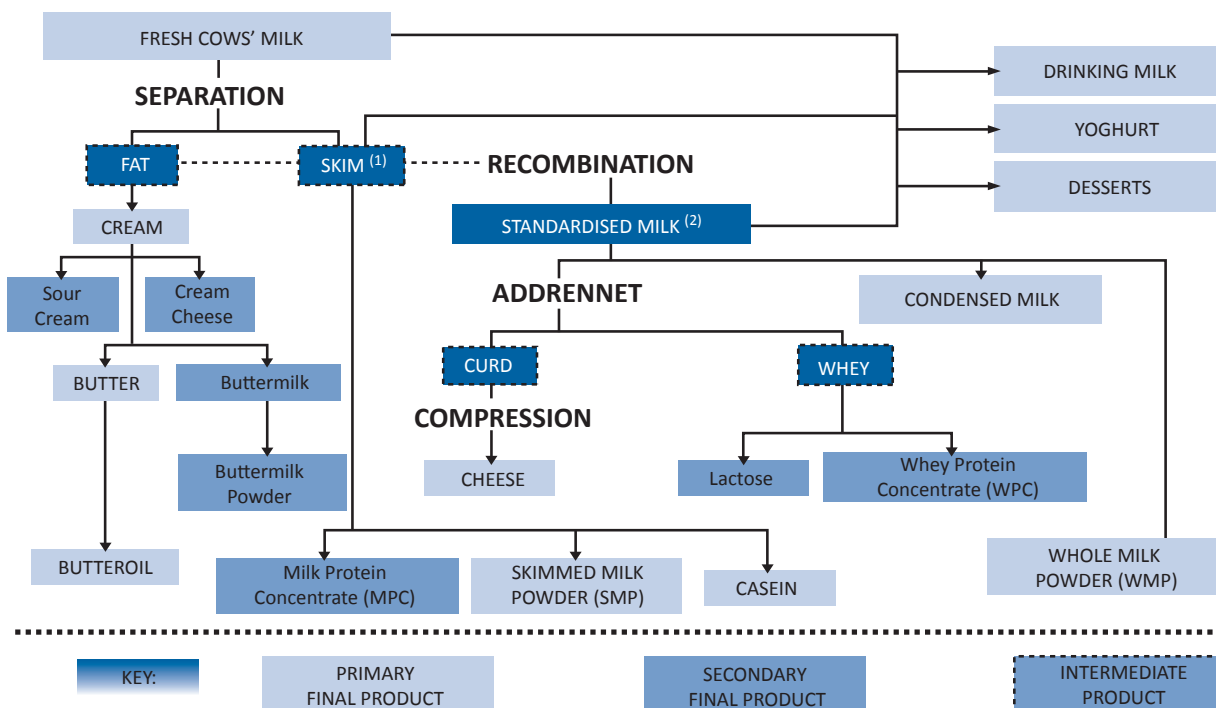 FRESH COWS’ MILK
SEPARATION
DRINKING MILK
YOGHURT
DESSERTS
FAT
SKIM (1)
RECOMBINATION
CREAM
STANDARDISED MILK (2)
Sour
Cream
Cream
Cheese
ADDRENNET
CONDENSED MILK
BUTTER
Buttermilk
CURD
WHEY
COMPRESSION
Buttermilk
Powder
CHEESE
Lactose
Whey Protein
Concentrate (WPC)
BUTTEROIL
Milk Protein
Concentrate (MPC)
SKIMMED MILK
POWDER (SMP)
CASEIN
WHOLE MILK
POWDER (WMP)
KEY:
PRIMARY
FINAL PRODUCT
SECONDARY
FINAL PRODUCT
INTERMEDIATE
PRODUCT